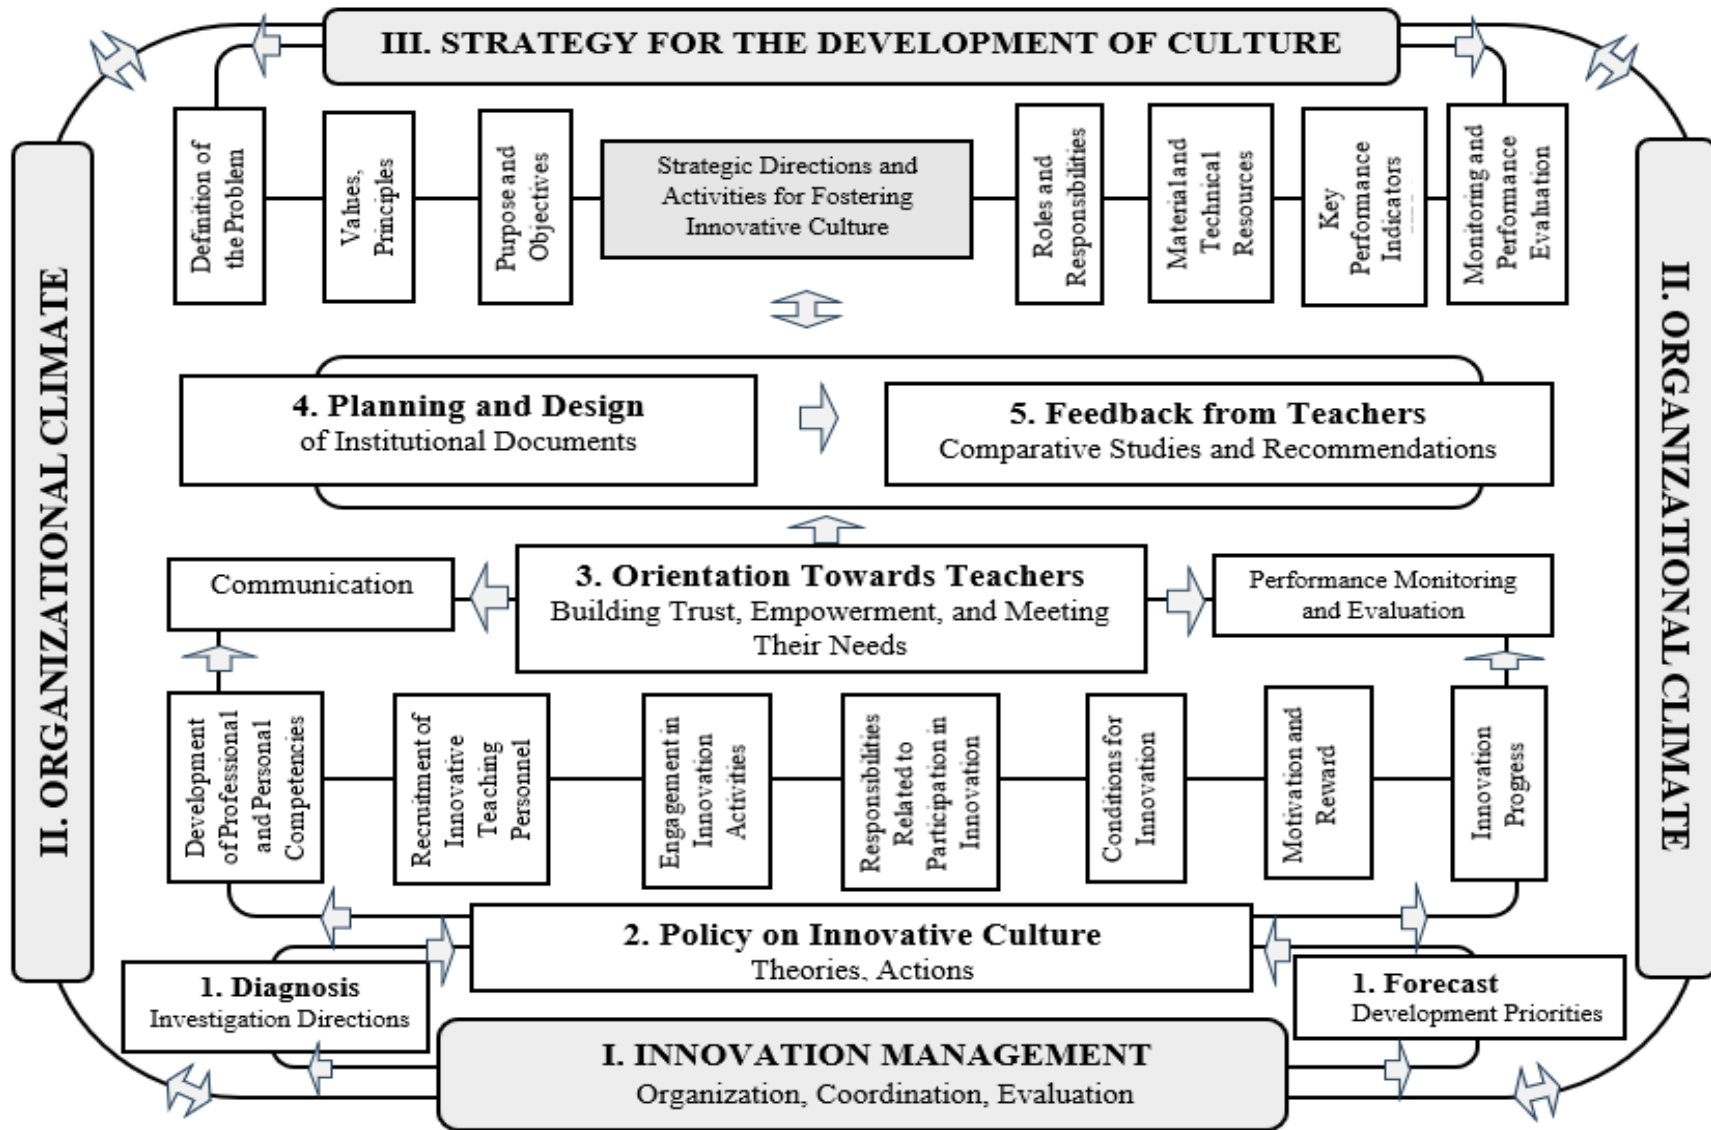 III. STRATEGY FOR THE DEVELOPMENT OF CULTURE
II. ORGANIZATIONAL CLIMATE
Definition of
the Problem
Values,
Principles
Purpose and
Objectives
Strategic Directions and
Activities for Fostering
Innovative Culture
Roles and
Responsibilities
Material and
Technical
Resources
Key
Performance
Indicators
Monitoring and
Performance
Evaluation
II. ORGANIZATIONAL CLIMATE
4. Planning and Design
of Institutional Documents
5. Feedback from Teachers
Comparative Studies and Recommendations
Communication
3. Orientation Towards Teachers
Building Trust, Empowerment, and Meeting
Their Needs
Performance Monitoring
and Evaluation
Development
of Professional
and Personal
Competencies
Recruitment of
Innovative
Teaching
Personnel
Engagement in
Innovation
Activities
Responsibilities
Related to
Participation in
Innovation
Conditions for
Innovation
Motivation and
Reward
Innovation
Progress
2. Policy on Innovative Culture
Theories, Actions
1. Diagnosis
Investigation Directions
1. Forecast
Development Priorities
I. INNOVATION MANAGEMENT
Organization, Coordination, Evaluation